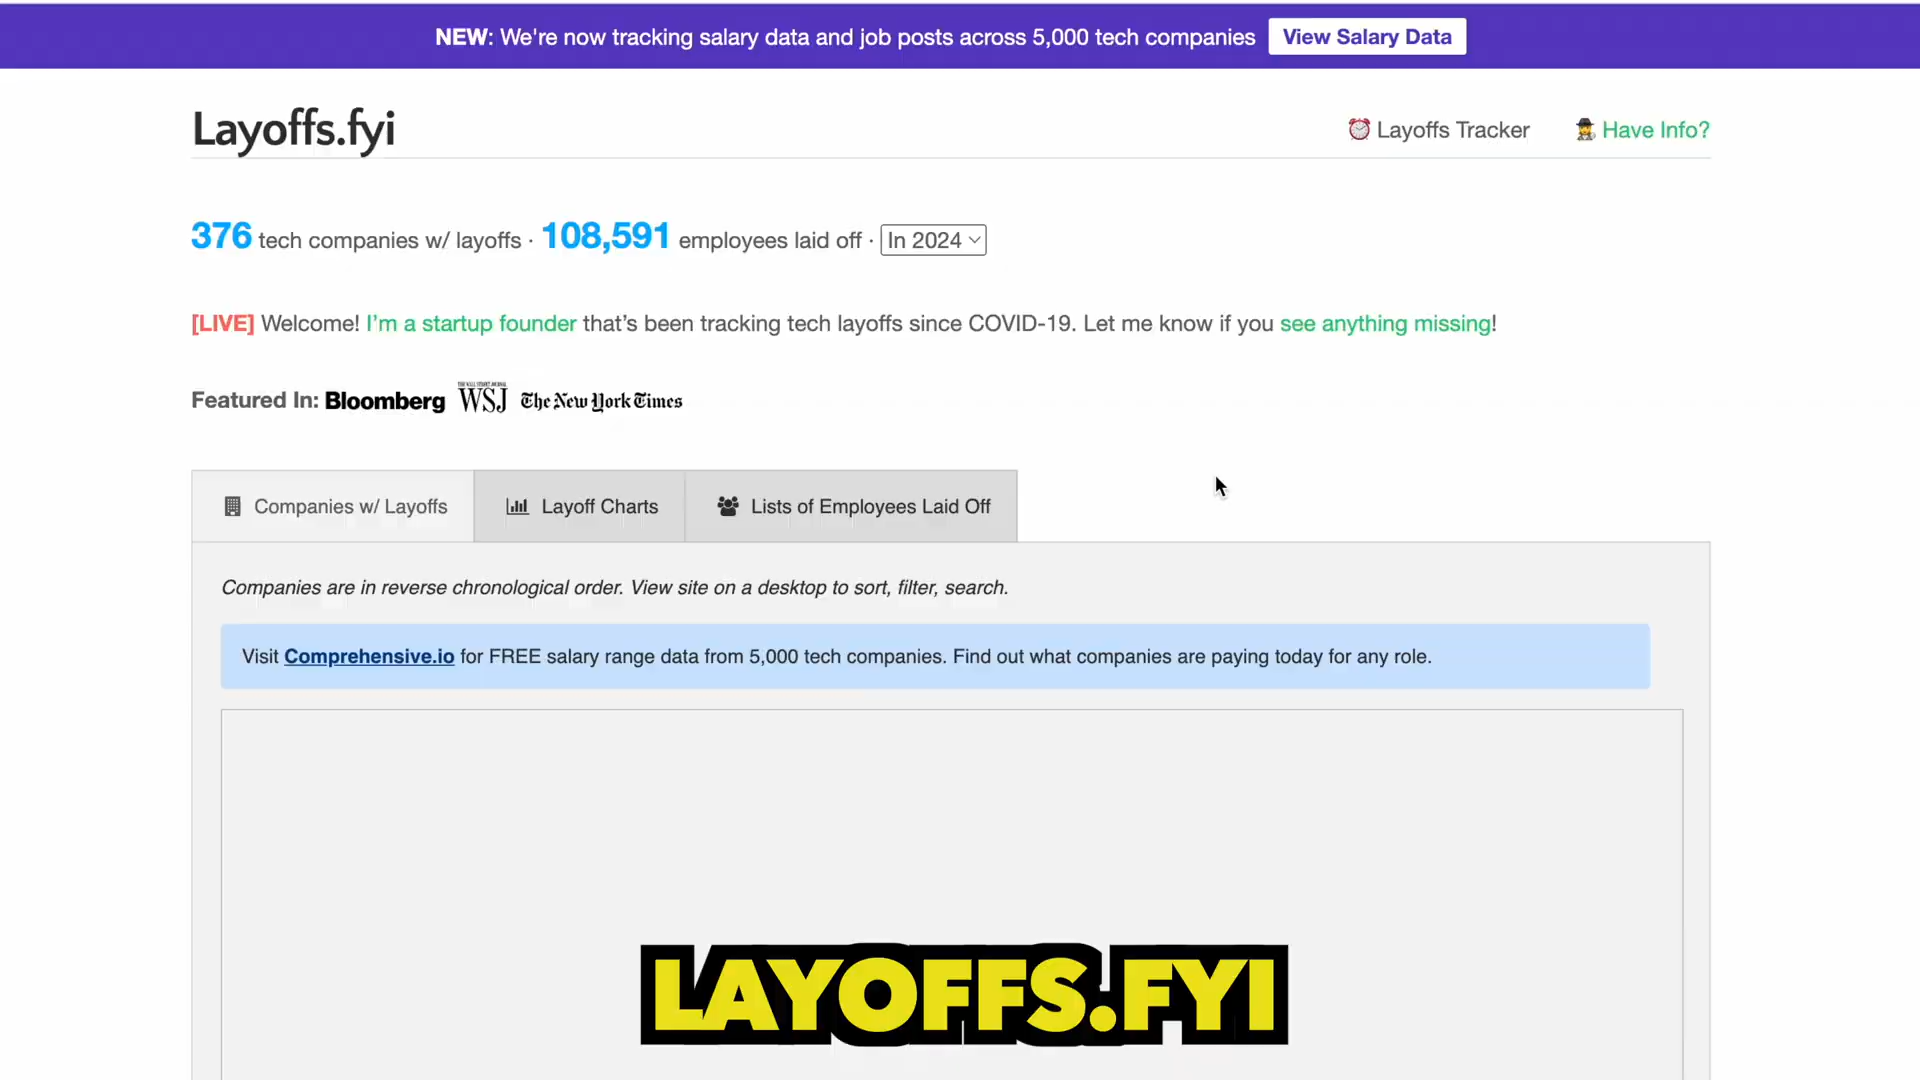 NEW: We're now tracking salary data and job posts across 5,000 tech companies View Salary Data
Layoffs.fyi
Layoffs Tracker
Have Info?
376 tech companies w/ layoffs · 108,591 employees laid off · In 2024
[LIVE] Welcome! I'm a startup founder that's been tracking tech layoffs since COVID-19. Let me know if you see anything missing!
Featured In: Bloomberg THE WALL STREET JOURNAL WSJ The New York Times
Companies w/ Layoffs
Layoff Charts
Lists of Employees Laid Off
Companies are in reverse chronological order. View site on a desktop to sort, filter, search.
Visit Comprehensive.io for FREE salary range data from 5,000 tech companies. Find out what companies are paying today for any role.
LAYOFFS.FYI